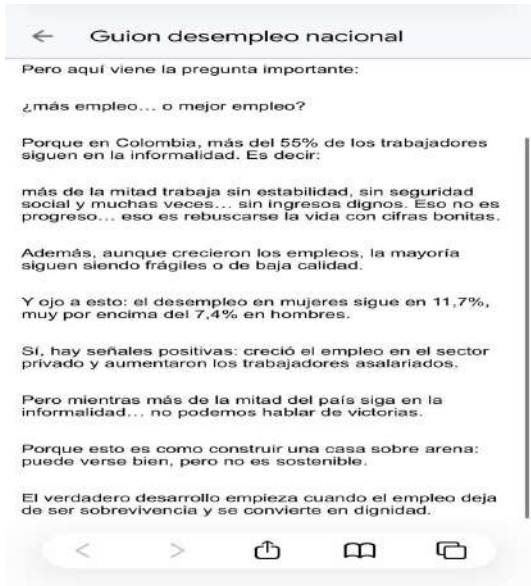 Guion desempleo nacional
Pero aquí viene la pregunta importante:
¿más empleo... o mejor empleo?
Porque en Colombia, más del 55% de los trabajadores
siguen en la informalidad. Es decir:
más de la mitad trabaja sin estabilidad, sin seguridad
social y muchas veces... sin ingresos dignos. Eso no es
progreso... eso es rebuscarse la vida con cifras bonitas.
Además, aunque crecieron los empleos, la mayoría
siguen siendo frágiles o de baja calidad.
Y ojo a esto: el desempleo en mujeres sigue en 11,7%,
muy por encima del 7,4% en hombres.
Sí, hay señales positivas: creció el empleo en el sector
privado y aumentaron los trabajadores asalariados.
Pero mientras más de la mitad del país siga en la
informalidad... no podemos hablar de victorias.
Porque esto es como construir una casa sobre arena:
puede verse bien, pero no es sostenible.
El verdadero desarrollo empieza cuando el empleo deja
de ser sobrevivencia y se convierte en dignidad.